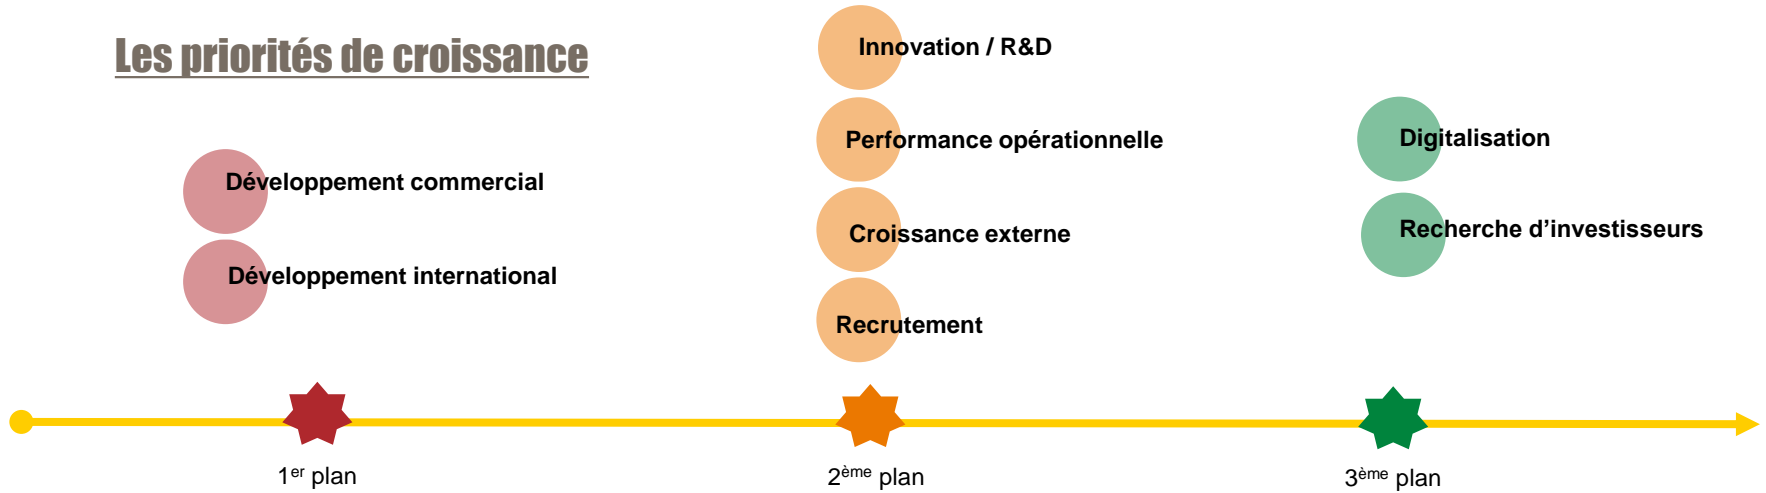 Les priorités de croissance
Développement commercial
Développement international
1er plan
Innovation / R&D
Performance opérationnelle
Croissance externe
Recrutement
2ème plan
Digitalisation
Recherche d’investisseurs
3ème plan